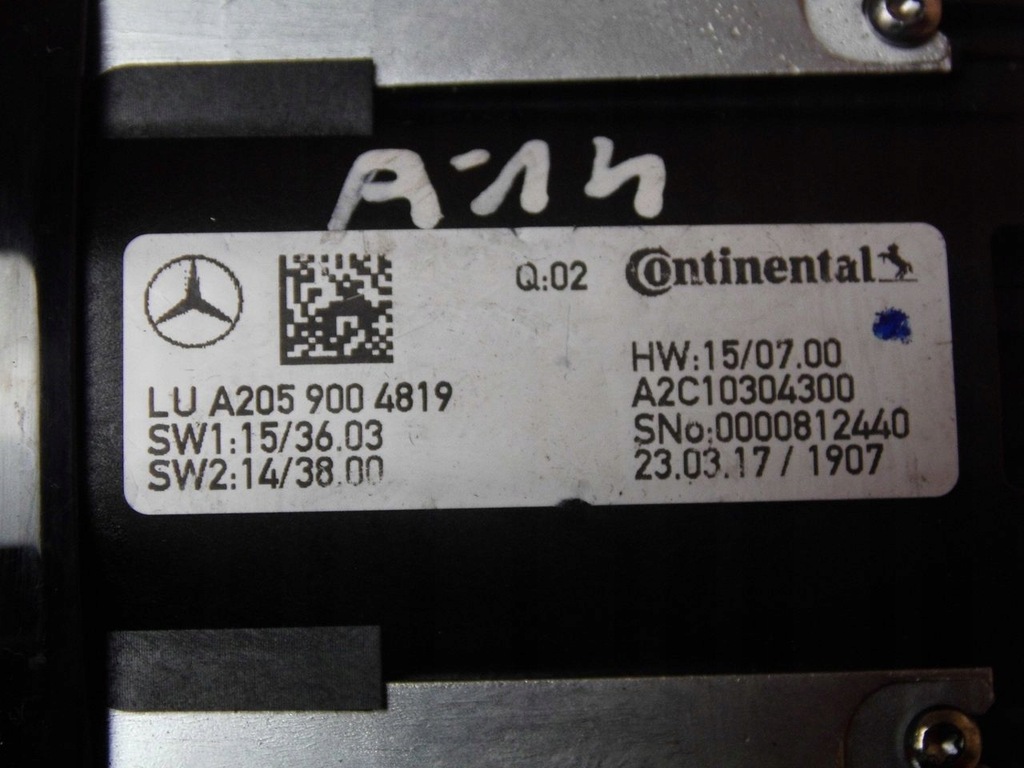 A-14
Q:02
Continental
LU A205 900 4819
SW1:15/36.03
SW2:14/38.00
HW:15/07.00
A2C10304300
SNo:0000812440
23.03.17/1907